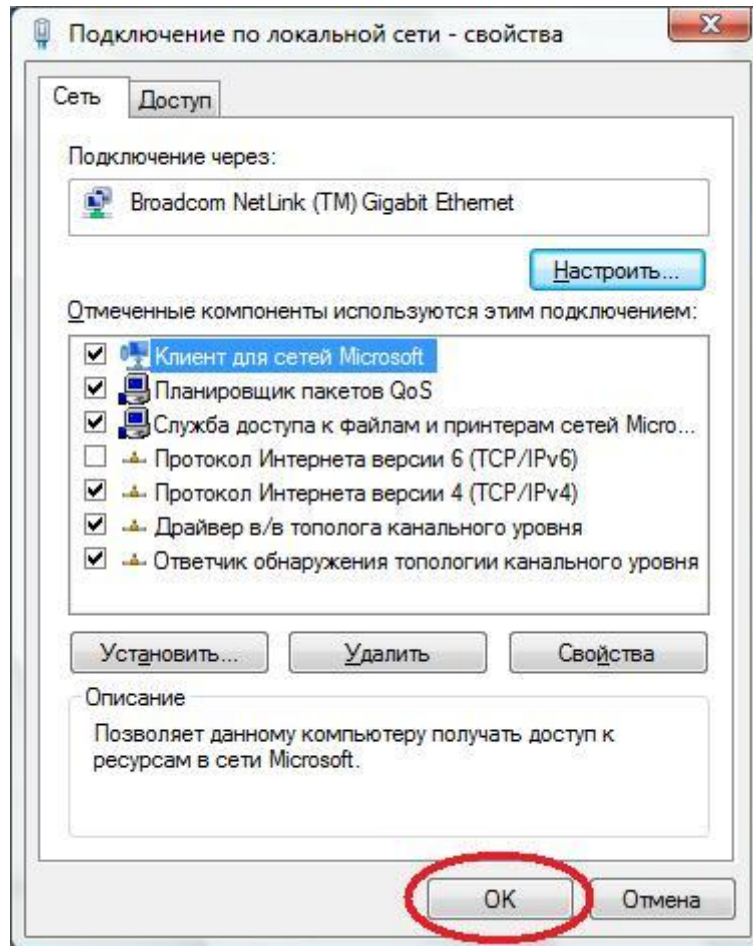 Подключение по локальной сети - свойства
Сеть
Доступ
Подключение через:
Broadcom NetLink (TM) Gigabit Ethernet
Настроить...
Отмеченные компоненты используются этим подключением:
Клиент для сетей Microsoft
Планировщик пакетов QoS
Служба доступа к файлам и принтерам сетей Micro...
Протокол Интернета версии 6 (TCP/IPv6)
Протокол Интернета версии 4 (TCP/IPv4)
Драйвер в/в тополога канального уровня
Ответчик обнаружения топологии канального уровня
Установить...
Удалить
Свойства
Описание
Позволяет данному компьютеру получать доступ к
ресурсам в сети Microsoft.
OK
Отмена